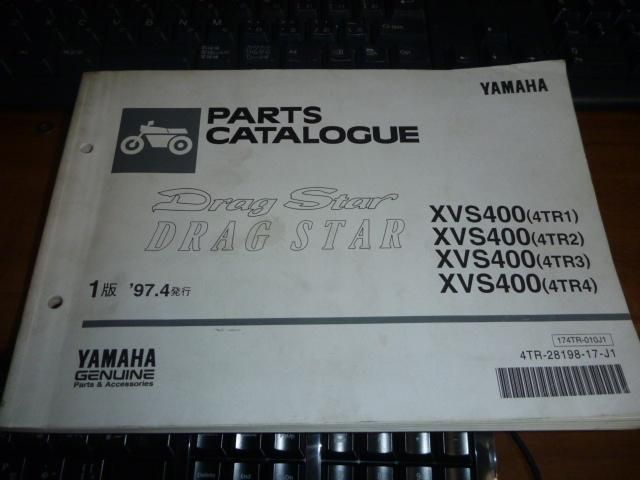 YAMAHA
PARTS
CATALOGUE
Drag Star
DRAG STAR
XVS400(4TR1)
XVS400(4TR2)
XVS400(4TR3)
XVS400(4TR4)
1版 '97.4発行
174TR-010J1
4TR-28198-17-J1
YAMAHA
GENUINE
Parts & Accessories